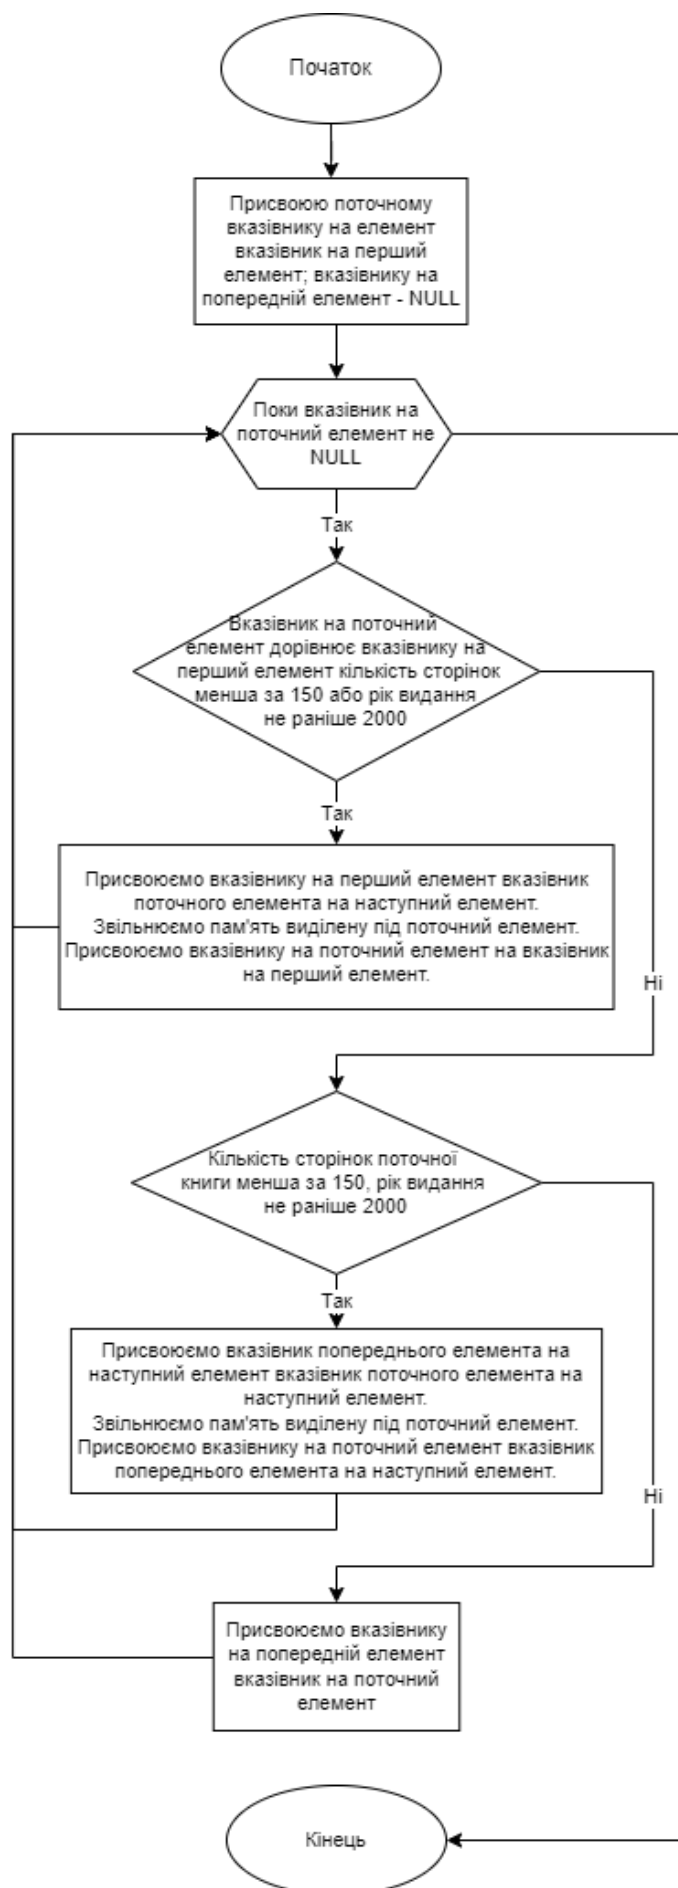 Початок
Присвоюю поточному
вказівнику на елемент
вказівник на перший
елемент; вказівнику на
попередній елемент - NULL
Поки вказівник на
поточний елемент не
NULL
Так
Вказівник на поточний
елемент дорівнює вказівнику на
перший елемент кількість сторінок
менша за 150 або рік видання
не раніше 2000
Так
Присвоюємо вказівнику на перший елемент вказівник
поточного елемента на наступний елемент.
Звільнюємо пам'ять виділену під поточний елемент.
Присвоюємо вказівнику на поточний елемент на вказівник
на перший елемент.
Ні
Кількість сторінок поточної
книги менша за 150, рік видання
не раніше 2000
Так
Присвоюємо вказівник попереднього елемента на
наступний елемент вказівник поточного елемента на
наступний елемент.
Звільнюємо пам'ять виділену під поточний елемент.
Присвоюємо вказівнику на поточний елемент вказівник
попереднього елемента на наступний елемент.
Ні
Присвоюємо вказівнику
на попередній елемент
вказівник на поточний
елемент
Кінець